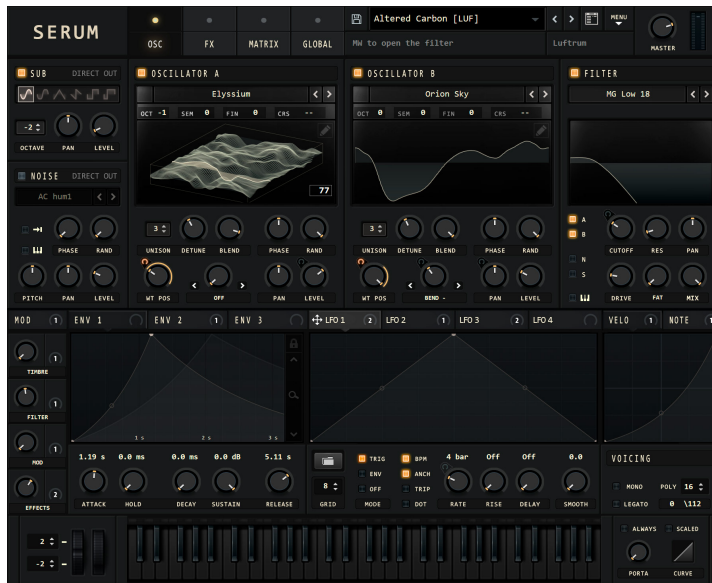 SERUM
OSC FX MATRIX GLOBAL
Altered Carbon [LUF]
MW to open the filter
Luftrum
MENU
MASTER
SUB DIRECT OUT
-2
OCTAVE PAN LEVEL
NOISE DIRECT OUT
AC hum1
PHASE RAND
PITCH PAN LEVEL
OSCILLATOR A
Elyssium
OCT -1 SEM 0 FIN 0 CRS --
77
3
UNISON DETUNE BLEND PHASE RAND
WT POS OFF PAN LEVEL
OSCILLATOR B
Orion Sky
OCT 0 SEM 0 FIN 0 CRS --
3
UNISON DETUNE BLEND PHASE RAND
WT POS BEND - PAN LEVEL
FILTER
MG Low 18
A
B
N
S
CUTOFF RES PAN
DRIVE FAT MIX
MOD 1 ENV 1 ENV 2 1 ENV 3 LFO 1 2 LFO 2 1 LFO 3 2 LFO 4 VELO 1 NOTE 1
1
TIMBRE
1
FILTER
1
MOD
2
EFFECTS
1 s 2 s 3 s
1.19 s 0.0 ms 0.0 ms 0.0 dB 5.11 s
ATTACK HOLD DECAY SUSTAIN RELEASE
8
GRID
TRIG
ENV
OFF
MODE
BPM
ANCH
TRIP
DOT
4 bar Off Off 0.0
RATE RISE DELAY SMOOTH
VOICING
MONO POLY 16
LEGATO 0 \112
ALWAYS SCALED
PORTA CURVE
2
-2